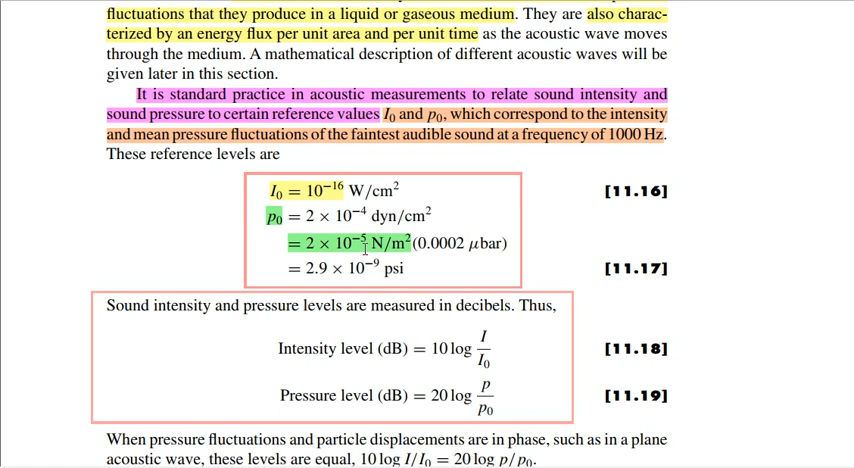 fluctuations that they produce in a liquid or gaseous medium. They are also charac-
terized by an energy flux per unit area and per unit time as the acoustic wave moves
through the medium. A mathematical description of different acoustic waves will be
given later in this section.
It is standard practice in acoustic measurements to relate sound intensity and
sound pressure to certain reference values I₀ and p₀, which correspond to the intensity
and mean pressure fluctuations of the faintest audible sound at a frequency of 1000 Hz.
These reference levels are
I₀ = 10⁻¹⁶ W/cm² [11.16]
p₀ = 2 × 10⁻⁴ dyn/cm²
= 2 × 10⁻⁵ N/m² (0.0002 μbar)
= 2.9 × 10⁻⁹ psi [11.17]
Sound intensity and pressure levels are measured in decibels. Thus,
Intensity level (dB) = 10 log I/I₀ [11.18]
Pressure level (dB) = 20 log p/p₀ [11.19]
When pressure fluctuations and particle displacements are in phase, such as in a plane
acoustic wave, these levels are equal, 10 log I/I₀ = 20 log p/p₀.